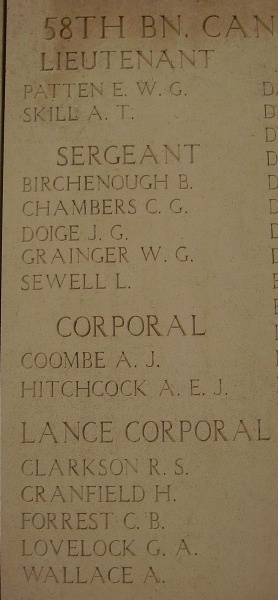 58TH BN. CAN
LIEUTENANT
PATTEN E. W. G.
SKILL A. T.
SERGEANT
BIRCHENOUGH B.
CHAMBERS C. G.
DOIGE J. G.
GRAINGER W. G.
SEWELL L.
CORPORAL
COOMBE A. J.
HITCHCOCK A. E. J.
LANCE CORPORAL
CLARKSON R. S.
CRANFIELD H.
FORREST C. B.
LOVELOCK G. A.
WALLACE A.